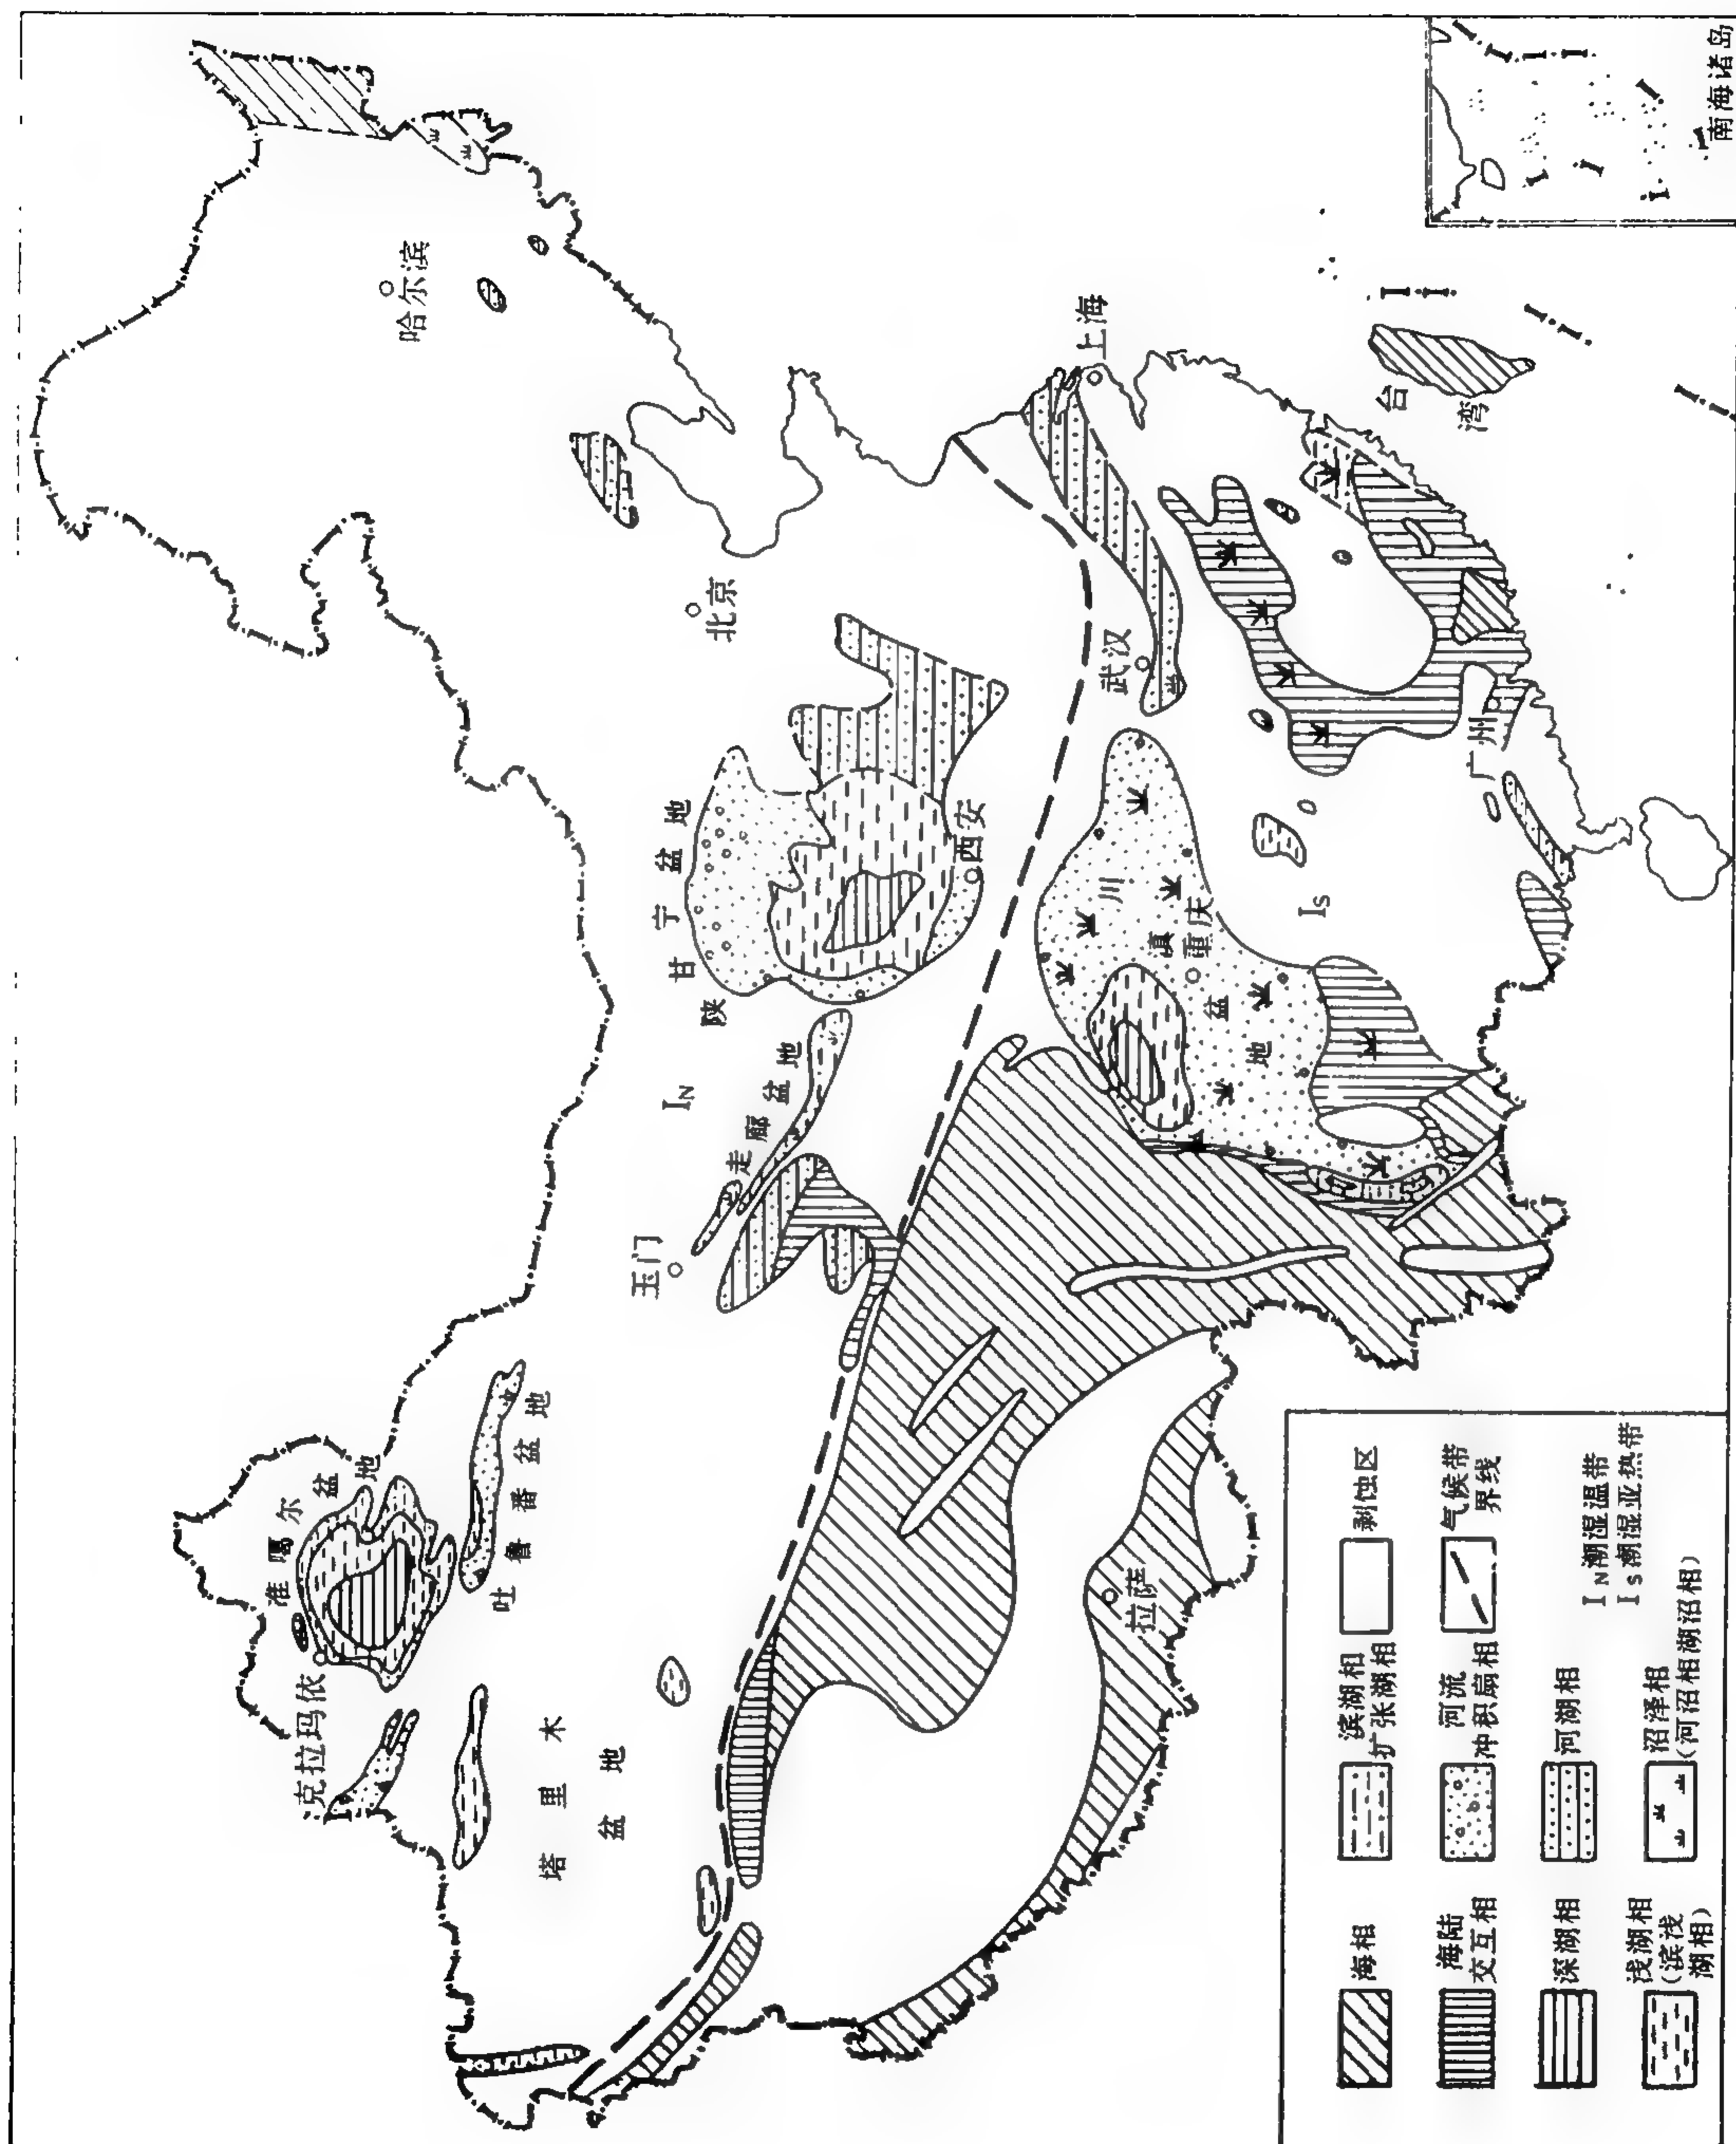 哈尔滨
北京
上海
武汉
台
湾
广州
西安
陕 甘 宁 盆 地
I_N
走廊 盆 地
玉门
川
滇
重庆
盆
地
I_S
准 噶 尔 盆 地
克拉玛依
吐 鲁 番 盆 地
塔 里 木
盆 地
拉萨
南海诸岛
海相
滨湖相
扩张湖相
剥蚀区
海陆
交互相
河流
冲积扇相
气候带
界线
深湖相
河湖相
I_N潮湿温带
I_S潮湿亚热带
浅湖相
(滨浅
湖相)
沼泽相
(河沼相湖沼相)